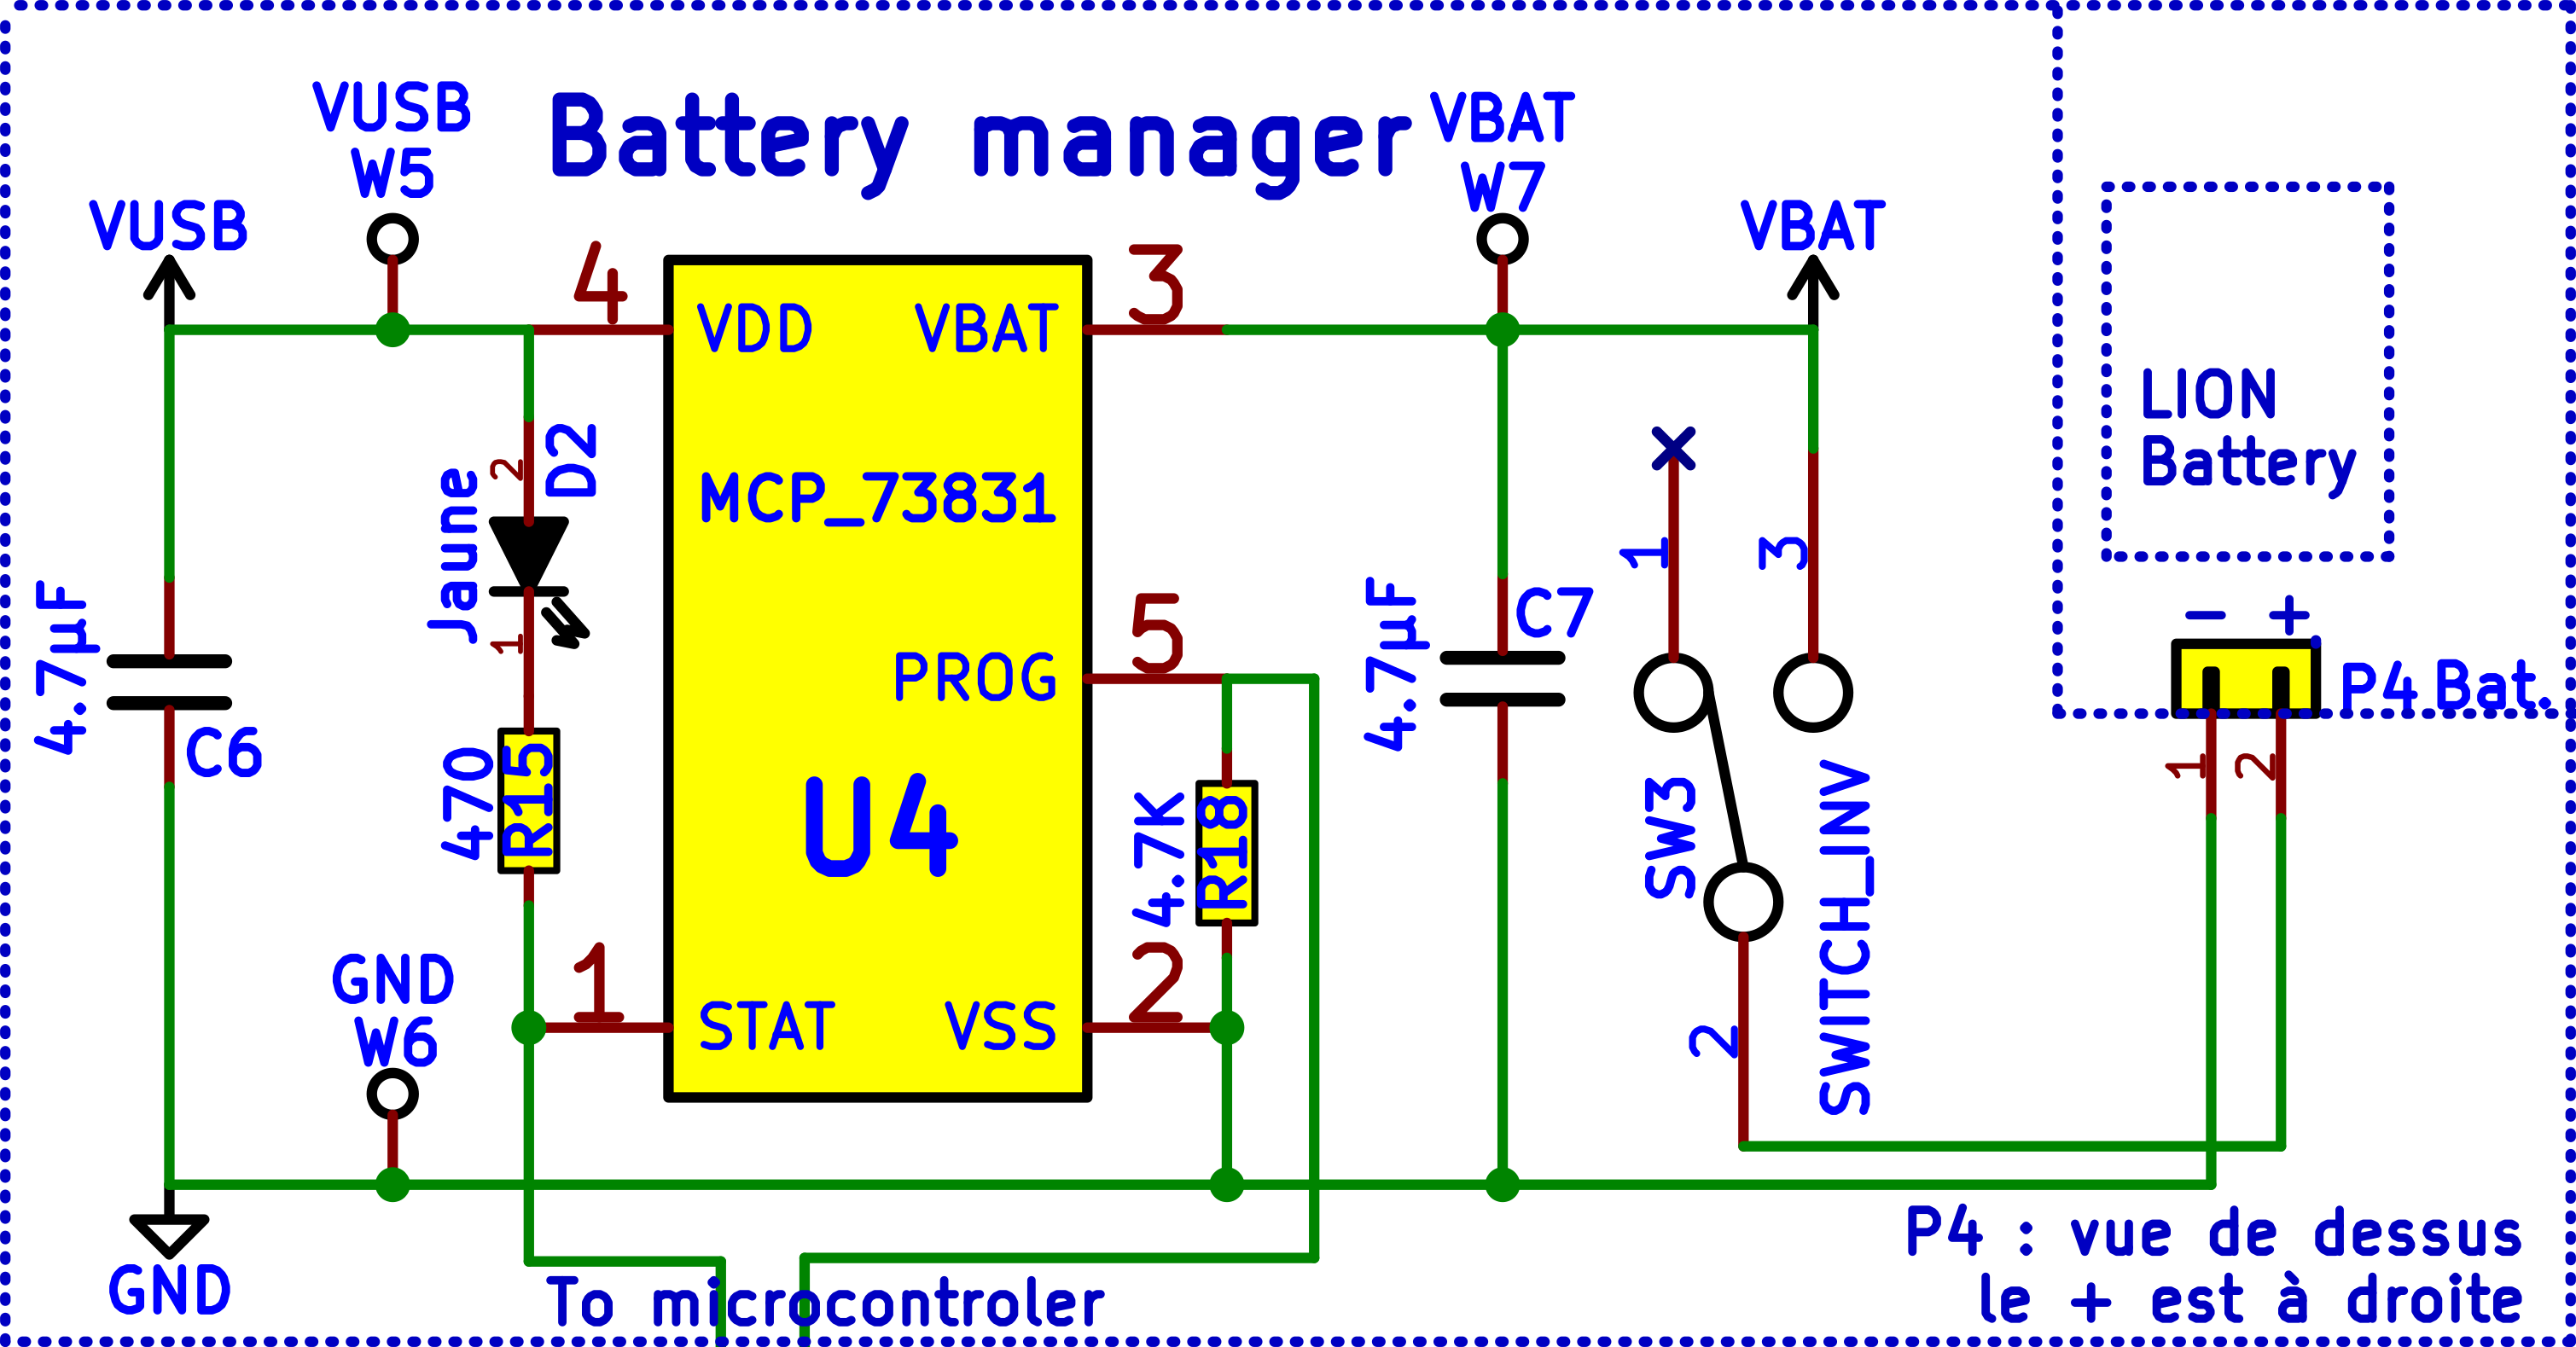 Battery manager
VUSB
W5
VUSB
VBAT
W7
VBAT
4
3
VDD
VBAT
MCP_73831
U4
5
PROG
1
STAT
VSS
2
2
D2
Jaune
1
4.7µF
C6
470
R15
4.7K
R18
4.7µF
C7
1
3
SW3
SWITCH_INV
2
LION
Battery
- +
P4 Bat.
1
2
GND
W6
GND
To microcontroler
P4 : vue de dessus
le + est à droite